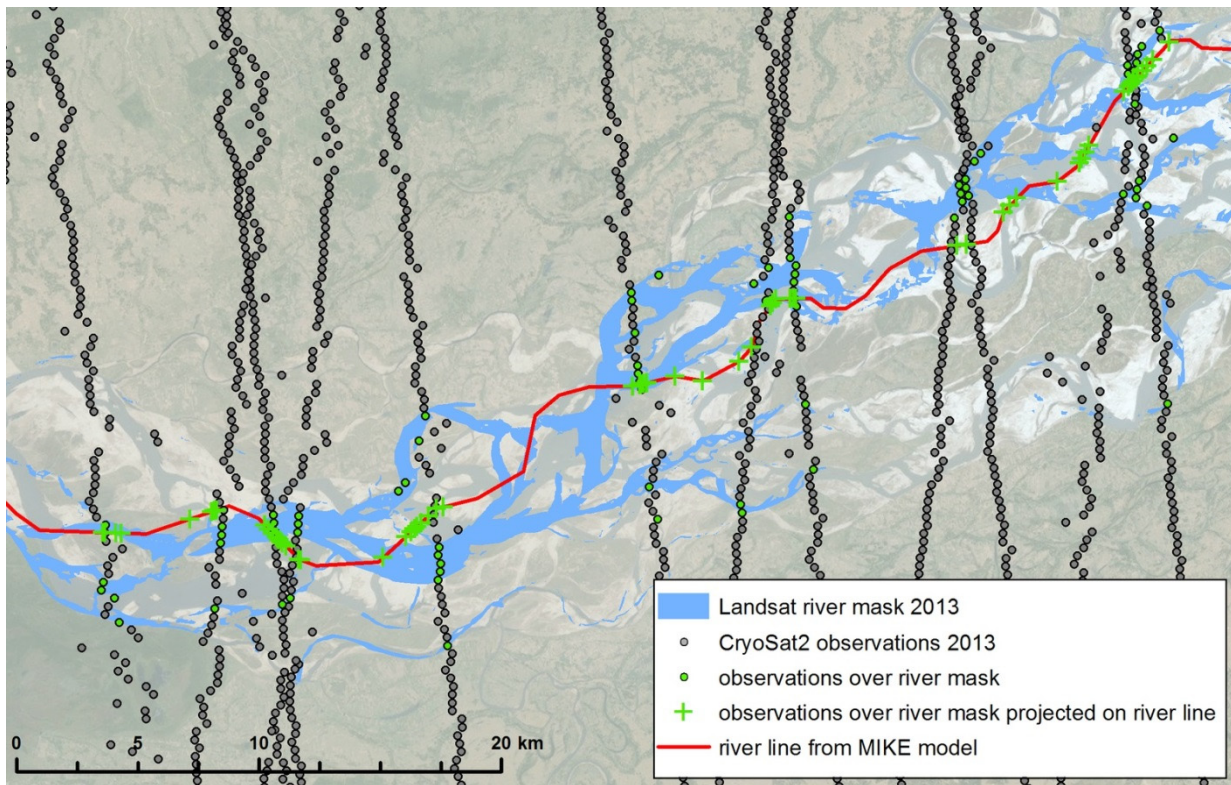 Landsat river mask 2013
CryoSat2 observations 2013
observations over river mask
observations over river mask projected on river line
river line from MIKE model
0 5 10 20 km